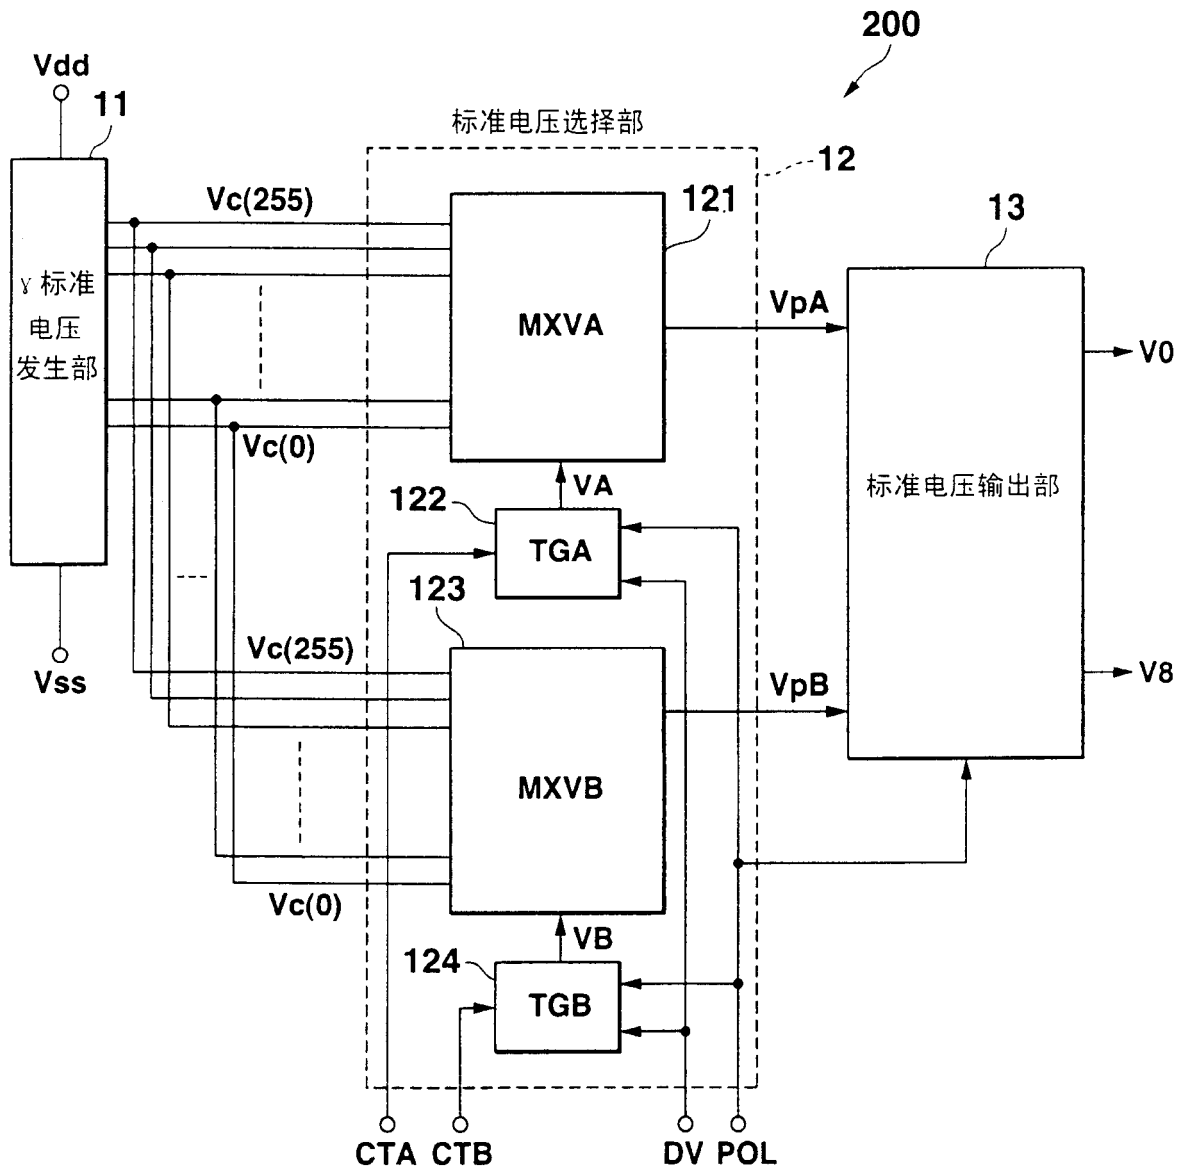 200
Vdd
11
标准电压选择部
12
Vc(255)
121
13
γ 标准
电压
发生部
MXVA
VpA
V0
Vc(0)
VA
标准电压输出部
122
TGA
123
Vc(255)
Vss
VpB
V8
MXVB
Vc(0)
VB
124
TGB
CTA
CTB
DV
POL